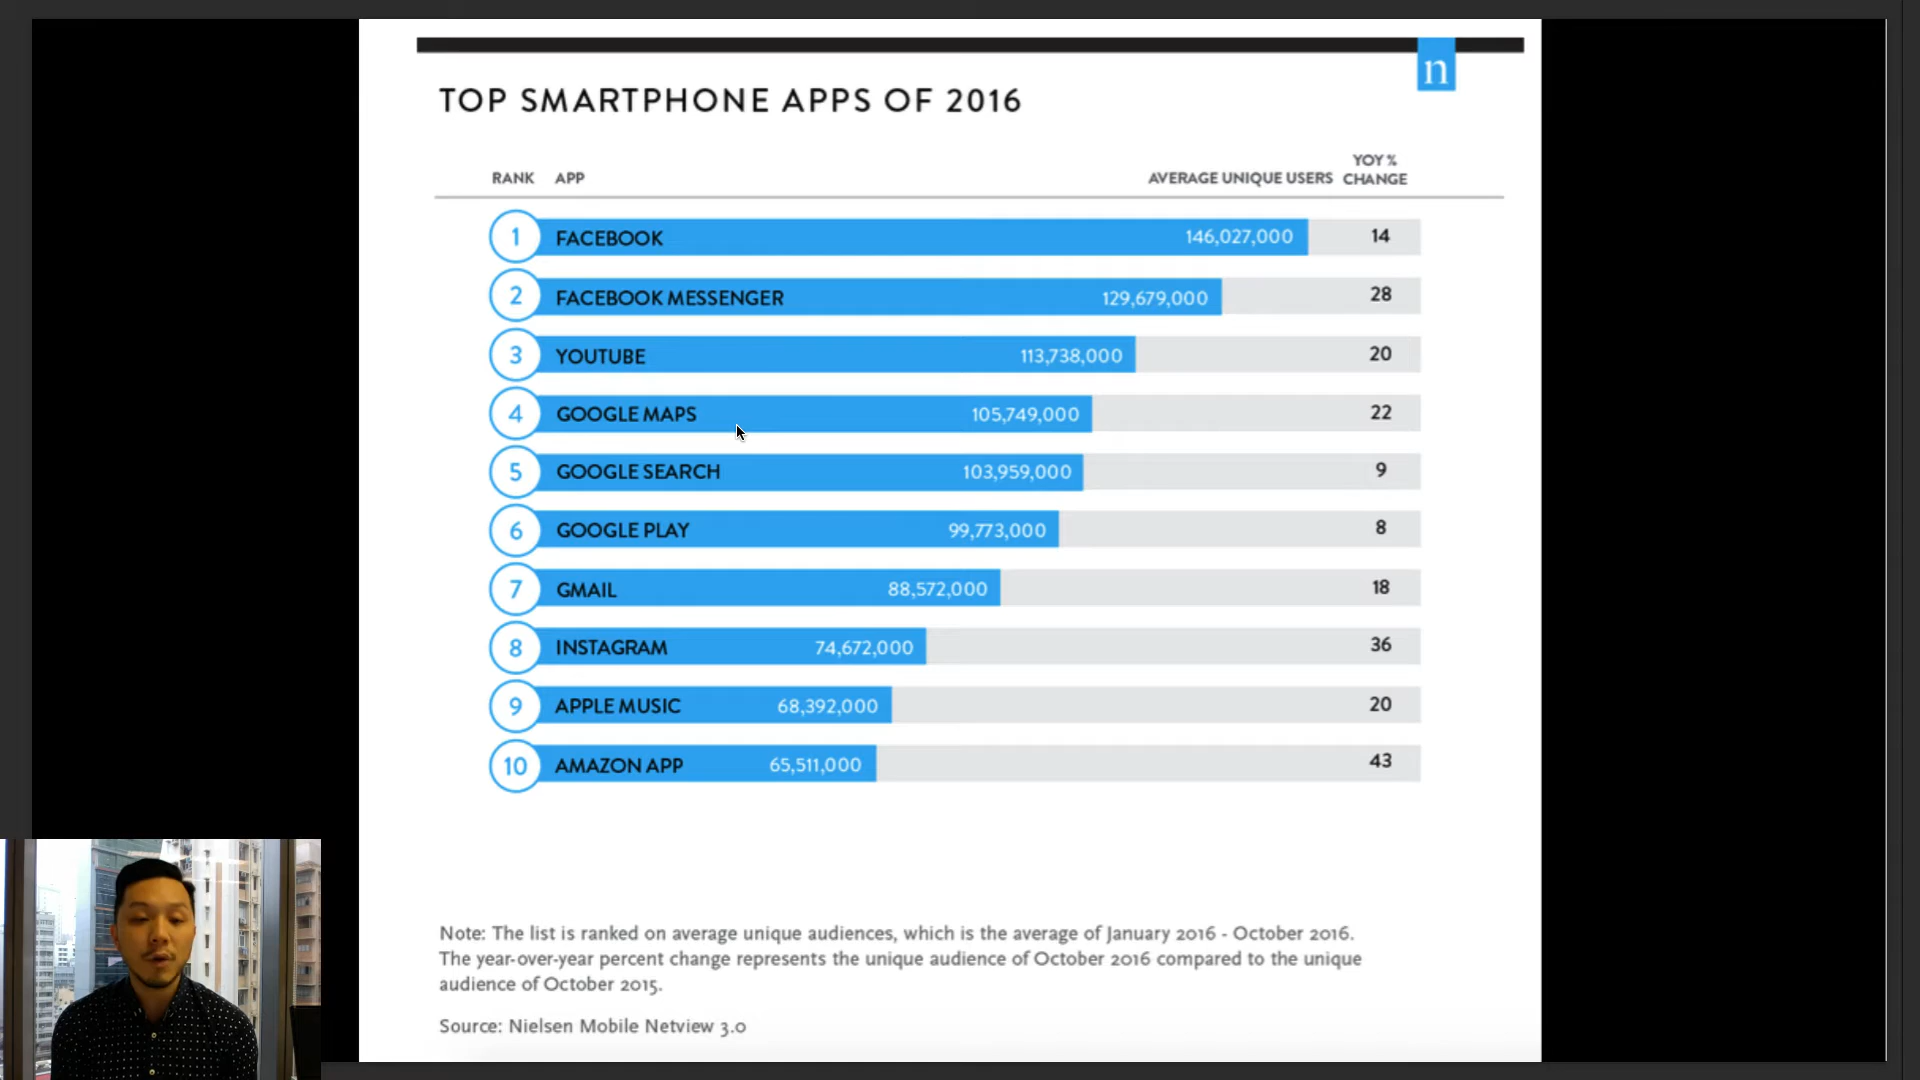 n
TOP SMARTPHONE APPS OF 2016
RANK APP AVERAGE UNIQUE USERS YOY % CHANGE
1 FACEBOOK 146,027,000 14
2 FACEBOOK MESSENGER 129,679,000 28
3 YOUTUBE 113,738,000 20
4 GOOGLE MAPS 105,749,000 22
5 GOOGLE SEARCH 103,959,000 9
6 GOOGLE PLAY 99,773,000 8
7 GMAIL 88,572,000 18
8 INSTAGRAM 74,672,000 36
9 APPLE MUSIC 68,392,000 20
10 AMAZON APP 65,511,000 43
Note: The list is ranked on average unique audiences, which is the average of January 2016 - October 2016.
The year-over-year percent change represents the unique audience of October 2016 compared to the unique
audience of October 2015.
Source: Nielsen Mobile Netview 3.0